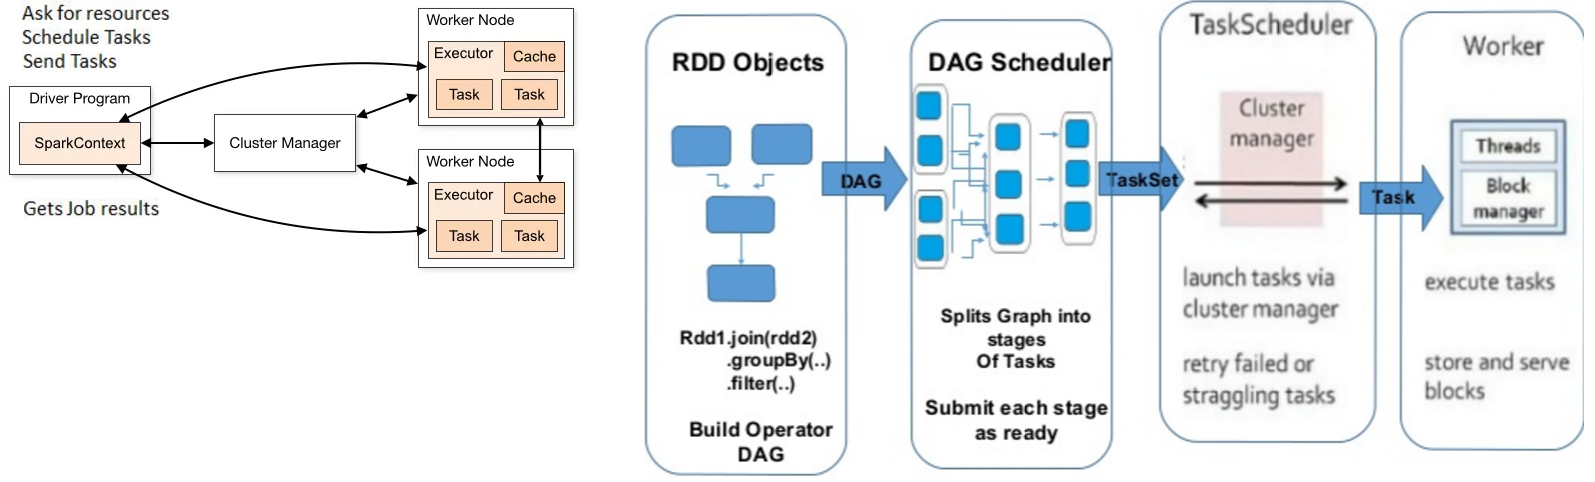 Ask for resources
Schedule Tasks
Send Tasks
Driver Program
SparkContext
Gets Job results
Cluster Manager
Worker Node
Executor
Cache
Task
Task
Worker Node
Executor
Cache
Task
Task
RDD Objects
Rdd1.join(rdd2)
.groupBy(..)
.filter(..)
Build Operator
DAG
DAG
DAG Scheduler
Splits Graph into
stages
Of Tasks
Submit each stage
as ready
TaskSet
TaskScheduler
Cluster
manager
launch tasks via
cluster manager
retry failed or
straggling tasks
Task
Worker
Threads
Block
manager
execute tasks
store and serve
blocks